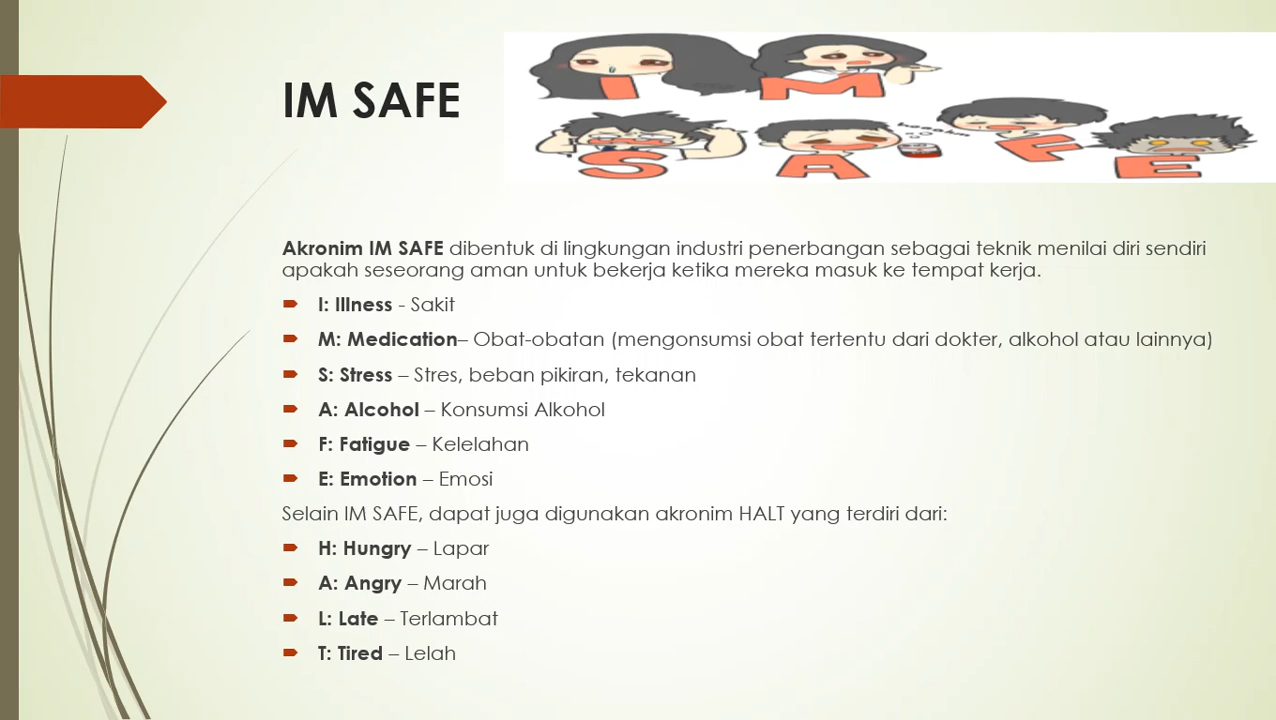 IM SAFE
I M
S A F E
Akronim IM SAFE dibentuk di lingkungan industri penerbangan sebagai teknik menilai diri sendiri
apakah seseorang aman untuk bekerja ketika mereka masuk ke tempat kerja.
I: Illness - Sakit
M: Medication– Obat-obatan (mengonsumsi obat tertentu dari dokter, alkohol atau lainnya)
S: Stress – Stres, beban pikiran, tekanan
A: Alcohol – Konsumsi Alkohol
F: Fatigue – Kelelahan
E: Emotion – Emosi
Selain IM SAFE, dapat juga digunakan akronim HALT yang terdiri dari:
H: Hungry – Lapar
A: Angry – Marah
L: Late – Terlambat
T: Tired – Lelah